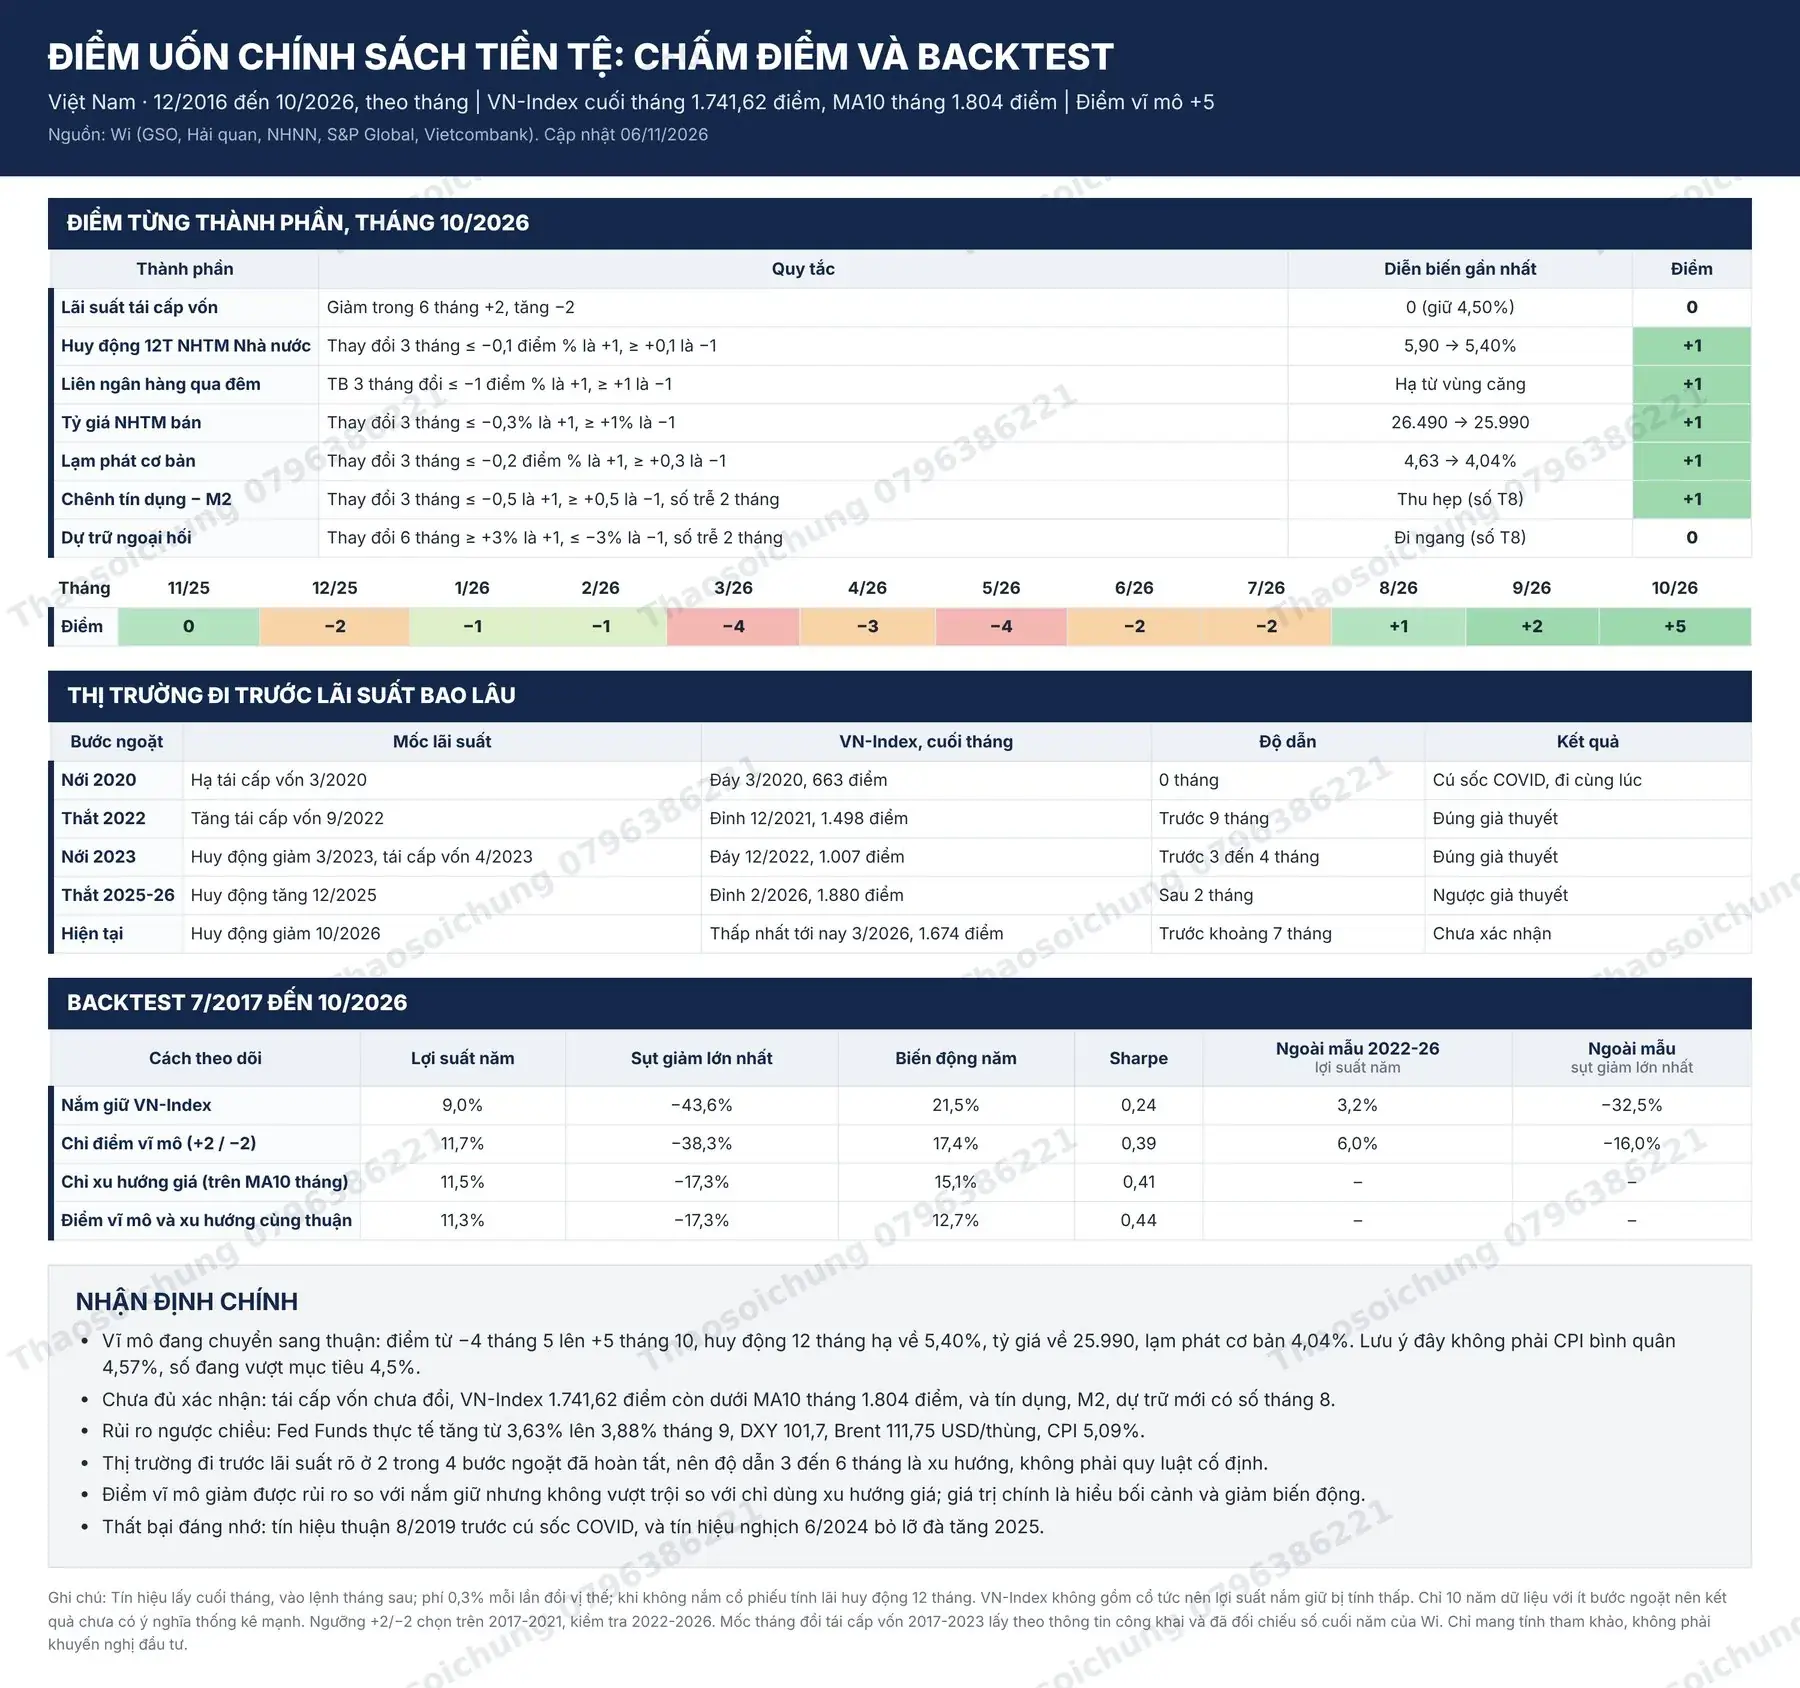 ĐIỂM UỐN CHÍNH SÁCH TIỀN TỆ: CHẤM ĐIỂM VÀ BACKTEST
Việt Nam · 12/2016 đến 10/2026, theo tháng | VN-Index cuối tháng 1.741,62 điểm, MA10 tháng 1.804 điểm | Điểm vĩ mô +5
Nguồn: Wi (GSO, Hải quan, NHNN, S&P Global, Vietcombank). Cập nhật 06/11/2026
ĐIỂM TỪNG THÀNH PHẦN, THÁNG 10/2026
Thành phần Quy tắc Diễn biến gần nhất Điểm
Lãi suất tái cấp vốn Giảm trong 6 tháng +2, tăng −2 0 (giữ 4,50%) 0
Huy động 12T NHTM Nhà nước Thay đổi 3 tháng ≤ −0,1 điểm % là +1, ≥ +0,1 là −1 5,90 → 5,40% +1
Liên ngân hàng qua đêm TB 3 tháng đổi ≤ −1 điểm % là +1, ≥ +1 là −1 Hạ từ vùng căng +1
Tỷ giá NHTM bán Thay đổi 3 tháng ≤ −0,3% là +1, ≥ +1% là −1 26.490 → 25.990 +1
Lạm phát cơ bản Thay đổi 3 tháng ≤ −0,2 điểm % là +1, ≥ +0,3 là −1 4,63 → 4,04% +1
Chênh tín dụng − M2 Thay đổi 3 tháng ≤ −0,5 là +1, ≥ +0,5 là −1, số trễ 2 tháng Thu hẹp (số T8) +1
Dự trữ ngoại hối Thay đổi 6 tháng ≥ +3% là +1, ≤ −3% là −1, số trễ 2 tháng Đi ngang (số T8) 0
Tháng 11/25 12/25 1/26 2/26 3/26 4/26 5/26 6/26 7/26 8/26 9/26 10/26
Điểm 0 −2 −1 −1 −4 −3 −4 −2 −2 +1 +2 +5
THỊ TRƯỜNG ĐI TRƯỚC LÃI SUẤT BAO LÂU
Bước ngoặt Mốc lãi suất VN-Index, cuối tháng Độ dẫn Kết quả
Nới 2020 Hạ tái cấp vốn 3/2020 Đáy 3/2020, 663 điểm 0 tháng Cú sốc COVID, đi cùng lúc
Thắt 2022 Tăng tái cấp vốn 9/2022 Đỉnh 12/2021, 1.498 điểm Trước 9 tháng Đúng giả thuyết
Nới 2023 Huy động giảm 3/2023, tái cấp vốn 4/2023 Đáy 12/2022, 1.007 điểm Trước 3 đến 4 tháng Đúng giả thuyết
Thắt 2025-26 Huy động tăng 12/2025 Đỉnh 2/2026, 1.880 điểm Sau 2 tháng Ngược giả thuyết
Hiện tại Huy động giảm 10/2026 Thấp nhất tới nay 3/2026, 1.674 điểm Trước khoảng 7 tháng Chưa xác nhận
BACKTEST 7/2017 ĐẾN 10/2026
Cách theo dõi Lợi suất năm Sụt giảm lớn nhất Biến động năm Sharpe Ngoài mẫu 2022-26 Ngoài mẫu
lợi suất năm sụt giảm lớn nhất
Nắm giữ VN-Index 9,0% −43,6% 21,5% 0,24 3,2% −32,5%
Chỉ điểm vĩ mô (+2 / −2) 11,7% −38,3% 17,4% 0,39 6,0% −16,0%
Chỉ xu hướng giá (trên MA10 tháng) 11,5% −17,3% 15,1% 0,41 – –
Điểm vĩ mô và xu hướng cùng thuận 11,3% −17,3% 12,7% 0,44 – –
NHẬN ĐỊNH CHÍNH
• Vĩ mô đang chuyển sang thuận: điểm từ −4 tháng 5 lên +5 tháng 10, huy động 12 tháng hạ về 5,40%, tỷ giá về 25.990, lạm phát cơ bản 4,04%. Lưu ý đây không phải CPI bình quân
4,57%, số đang vượt mục tiêu 4,5%.
• Chưa đủ xác nhận: tái cấp vốn chưa đổi, VN-Index 1.741,62 điểm còn dưới MA10 tháng 1.804 điểm, và tín dụng, M2, dự trữ mới có số tháng 8.
• Rủi ro ngược chiều: Fed Funds thực tế tăng từ 3,63% lên 3,88% tháng 9, DXY 101,7, Brent 111,75 USD/thùng, CPI 5,09%.
• Thị trường đi trước lãi suất rõ ở 2 trong 4 bước ngoặt đã hoàn tất, nên độ dẫn 3 đến 6 tháng là xu hướng, không phải quy luật cố định.
• Điểm vĩ mô giảm được rủi ro so với nắm giữ nhưng không vượt trội so với chỉ dùng xu hướng giá; giá trị chính là hiểu bối cảnh và giảm biến động.
• Thất bại đáng nhớ: tín hiệu thuận 8/2019 trước cú sốc COVID, và tín hiệu nghịch 6/2024 bỏ lỡ đà tăng 2025.
Ghi chú: Tín hiệu lấy cuối tháng, vào lệnh tháng sau; phí 0,3% mỗi lần đổi vị thế; khi không nắm cổ phiếu tính lãi huy động 12 tháng. VN-Index không gồm cổ tức nên lợi suất nắm giữ bị tính thấp. Chỉ 10 năm dữ liệu với ít bước ngoặt nên kết
quả chưa có ý nghĩa thống kê mạnh. Ngưỡng +2/−2 chọn trên 2017-2021, kiểm tra 2022-2026. Mốc tháng đổi tái cấp vốn 2017-2023 lấy theo thông tin công khai và đã đối chiếu số cuối năm của Wi. Chỉ mang tính tham khảo, không phải
khuyến nghị đầu tư.
Thaosoichung 0796386221